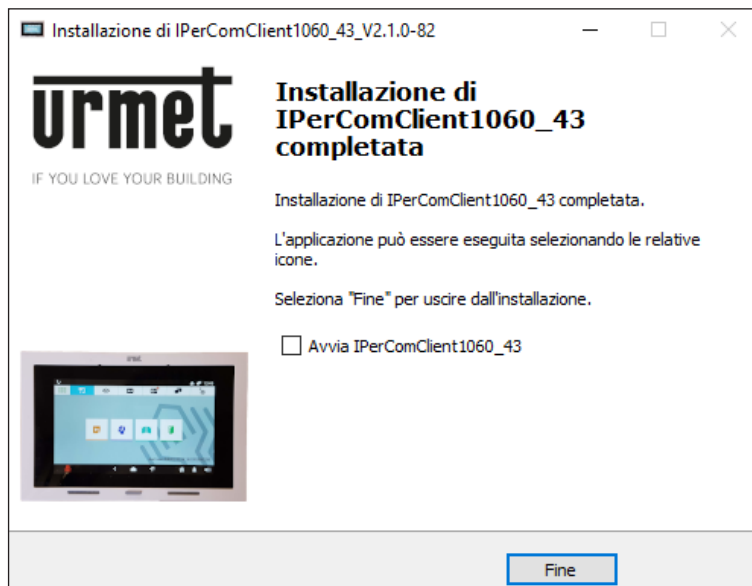 Installazione di IPerComClient1060_43_V2.1.0-82
urmet
IF YOU LOVE YOUR BUILDING
Installazione di
IPerComClient1060_43
completata
Installazione di IPerComClient1060_43 completata.
L'applicazione può essere eseguita selezionando le relative
icone.
Seleziona "Fine" per uscire dall'installazione.
Avvia IPerComClient1060_43
Fine